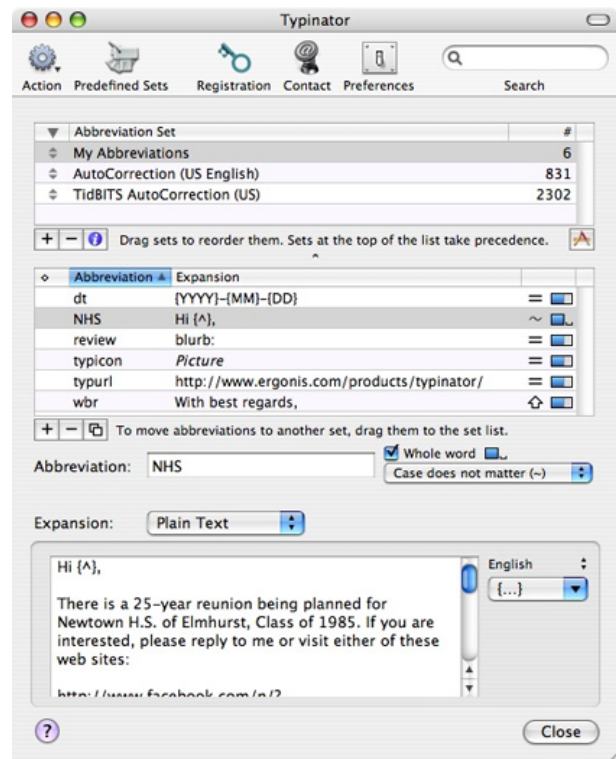 Typinator
Action Predefined Sets Registration Contact Preferences Search
Abbreviation Set #
My Abbreviations 6
AutoCorrection (US English) 831
TidBITS AutoCorrection (US) 2302
+ − i Drag sets to reorder them. Sets at the top of the list take precedence.
Abbreviation Expansion
dt {YYYY}-{MM}-{DD} =
NHS Hi {^}, ~
review blurb: =
typicon Picture =
typurl http://www.ergonis.com/products/typinator/ =
wbr With best regards,
+ − To move abbreviations to another set, drag them to the set list.
Whole word
Abbreviation: NHS
Case does not matter (~)
Expansion: Plain Text
Hi {^},
English
{...}
There is a 25-year reunion being planned for
Newtown H.S. of Elmhurst, Class of 1985. If you are
interested, please reply to me or visit either of these
web sites:
http://www.facebook.com/n/?
? Close